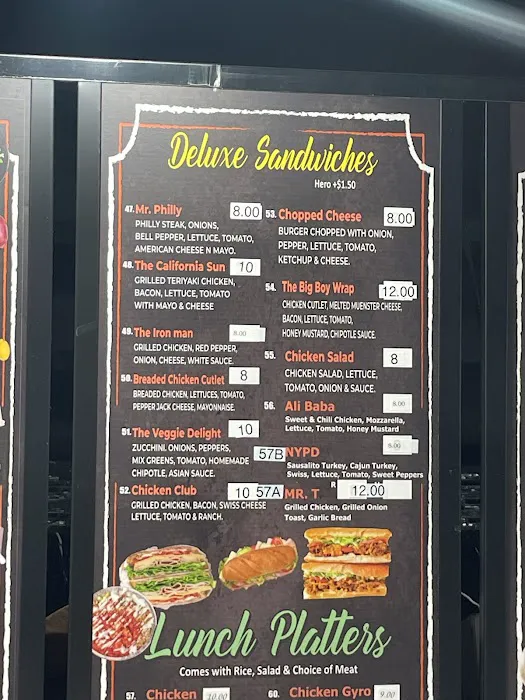 Deluxe Sandwiches
Hero +$1.50
47. Mr. Philly 8.00
PHILLY STEAK, ONIONS,
BELL PEPPER, LETTUCE, TOMATO,
AMERICAN CHEESE N MAYO.
48. The California Sun 10
GRILLED TERIYAKI CHICKEN,
BACON, LETTUCE, TOMATO
WITH MAYO & CHEESE
49. The Iron man 8.00
GRILLED CHICKEN, RED PEPPER,
ONION, CHEESE, WHITE SAUCE.
50. Breaded Chicken Cutlet 8
BREADED CHICKEN, LETTUCES, TOMATO,
PEPPER JACK CHEESE, MAYONNAISE.
51. The Veggie Delight 10
ZUCCHINI. ONIONS, PEPPERS,
MIX GREENS, TOMATO, HOMEMADE
CHIPOTLE, ASIAN SAUCE.
52. Chicken Club 10
GRILLED CHICKEN, BACON, SWISS CHEESE
LETTUCE, TOMATO & RANCH.
53. Chopped Cheese 8.00
BURGER CHOPPED WITH ONION,
PEPPER, LETTUCE, TOMATO,
KETCHUP & CHEESE.
54. The Big Boy Wrap 12.00
CHICKEN CUTLET, MELTED MUENSTER CHEESE,
BACON, LETTUCE, TOMATO,
HONEY MUSTARD, CHIPOTLE SAUCE.
55. Chicken Salad 8
CHICKEN SALAD, LETTUCE,
TOMATO, ONION & SAUCE.
56. Ali Baba 8.00
Sweet & Chili Chicken, Mozzarella,
Lettuce, Tomato, Honey Mustard
57B NYPD
Sausalito Turkey, Cajun Turkey,
Swiss, Lettuce, Tomato, Sweet Peppers
57A MR. T 12.00
Grilled Chicken, Grilled Onion
Toast, Garlic Bread
Lunch Platters
Comes with Rice, Salad & Choice of Meat
57. Chicken 10.00
60. Chicken Gyro 9.00